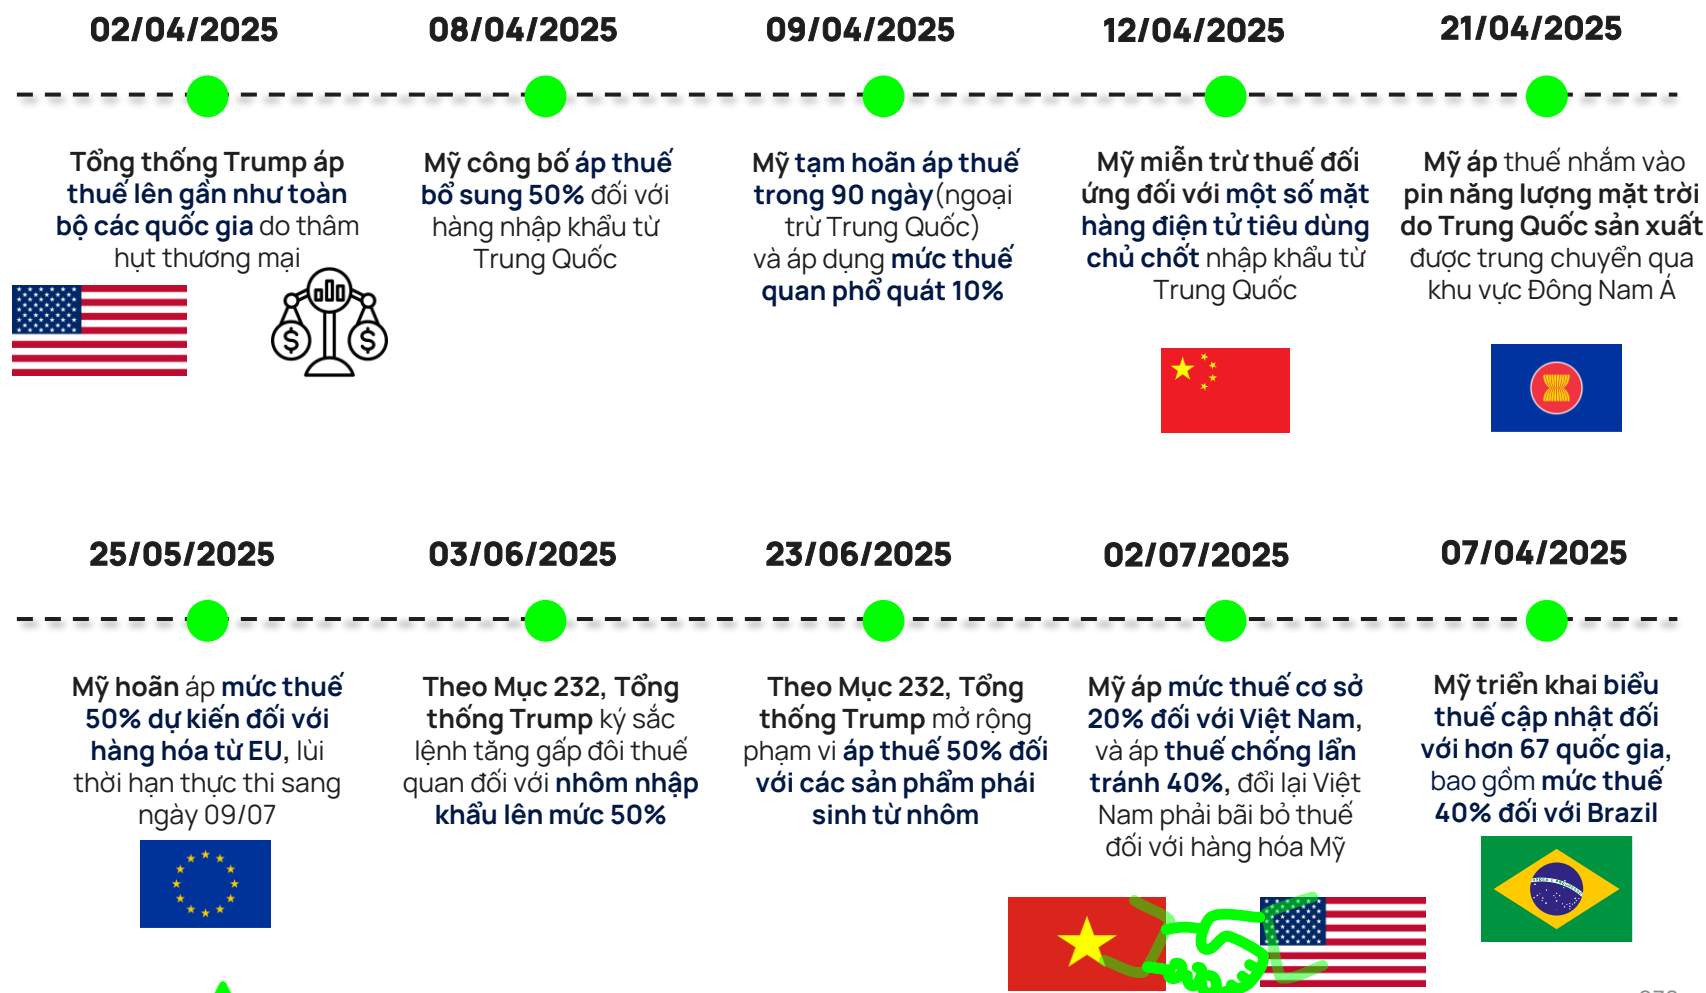 02/04/2025
08/04/2025
09/04/2025
12/04/2025
21/04/2025
Tổng thống Trump áp
thuế lên gần như toàn
bộ các quốc gia do thâm
hụt thương mại
Mỹ công bố áp thuế
bổ sung 50% đối với
hàng nhập khẩu từ
Trung Quốc
Mỹ tạm hoãn áp thuế
trong 90 ngày(ngoại
trừ Trung Quốc)
và áp dụng mức thuế
quan phổ quát 10%
Mỹ miễn trừ thuế đối
ứng đối với một số mặt
hàng điện tử tiêu dùng
chủ chốt nhập khẩu từ
Trung Quốc
Mỹ áp thuế nhắm vào
pin năng lượng mặt trời
do Trung Quốc sản xuất
được trung chuyển qua
khu vực Đông Nam Á
25/05/2025
03/06/2025
23/06/2025
02/07/2025
07/04/2025
Mỹ hoãn áp mức thuế
50% dự kiến đối với
hàng hóa từ EU, lùi
thời hạn thực thi sang
ngày 09/07
Theo Mục 232, Tổng
thống Trump ký sắc
lệnh tăng gấp đôi thuế
quan đối với nhôm nhập
khẩu lên mức 50%
Theo Mục 232, Tổng
thống Trump mở rộng
phạm vi áp thuế 50% đối
với các sản phẩm phái
sinh từ nhôm
Mỹ áp mức thuế cơ sở
20% đối với Việt Nam,
và áp thuế chống lẩn
tránh 40%, đổi lại Việt
Nam phải bãi bỏ thuế
đối với hàng hóa Mỹ
Mỹ triển khai biểu
thuế cập nhật đối
với hơn 67 quốc gia,
bao gồm mức thuế
40% đối với Brazil